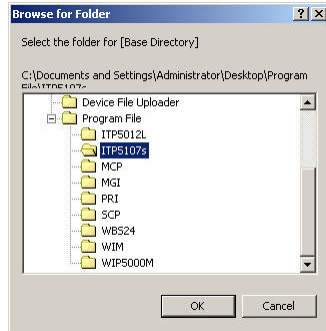 Browse for Folder
Select the folder for [Base Directory]
C:\Documents and Settings\Administrator\Desktop\Program
File\ITP5107s
Device File Uploader
Program File
ITP5012L
ITP5107s
MCP
MGI
PRI
SCP
WBS24
WIM
WIP5000M
OK
Cancel